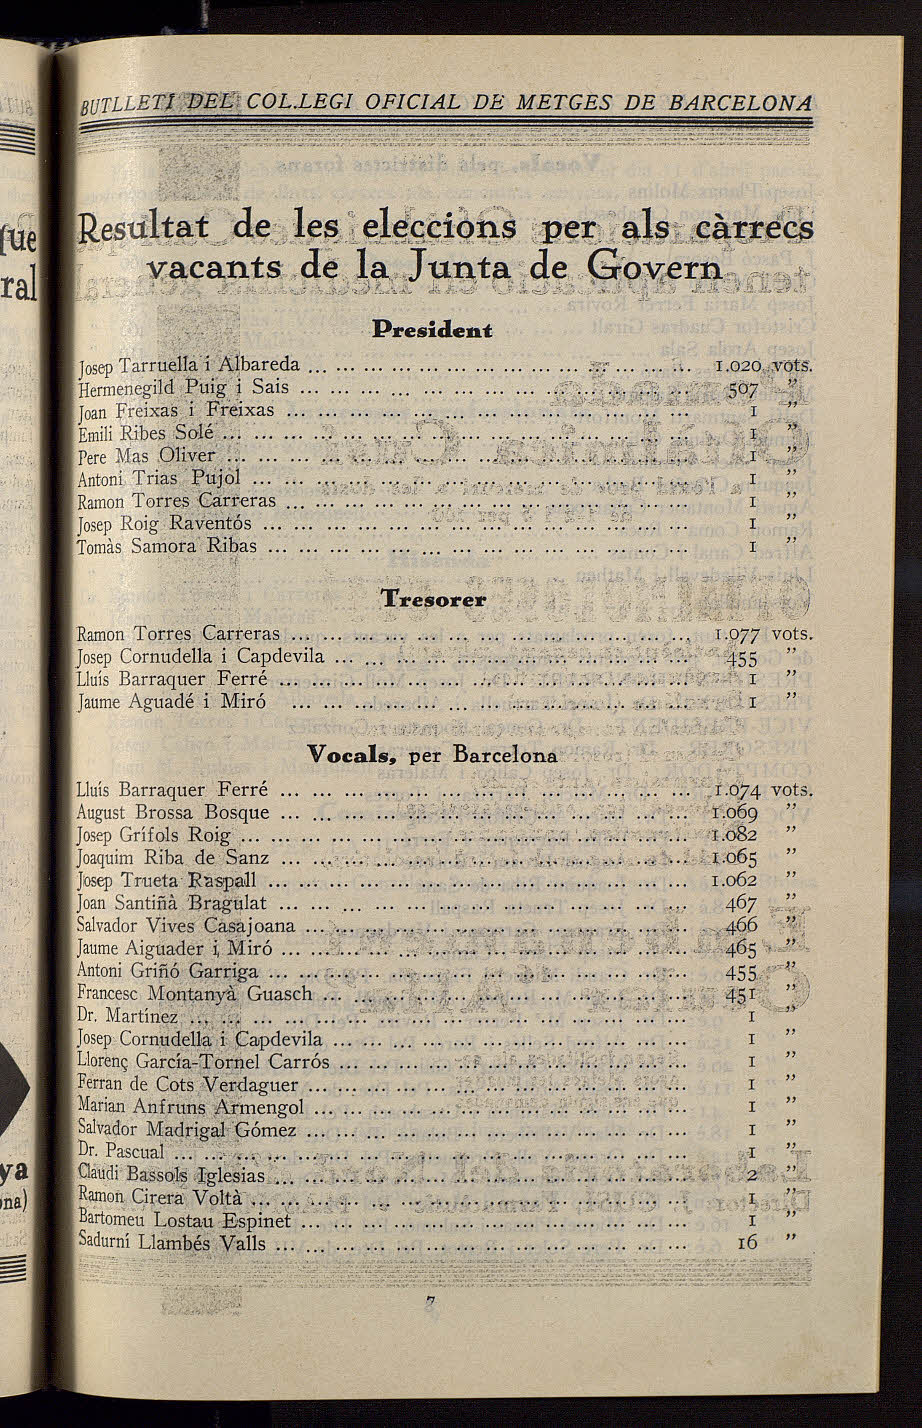 BUTLLETI DEL COL.LEGI OFICIAL DE METGES DE BARCELONA
Resultat de les eleccions per als càrrecs
vacants de la Junta de Govern
President
Josep Tarruella i Albareda ... 1.020 vots.
Hermenegild Puig i Sais ... 507 ”
Joan Freixas i Freixas ... 1 ”
Emili Ribes Solé ... 1 ”
Pere Mas Oliver ... 1 ”
Antoni Trias Pujol ... 1 ”
Ramon Torres Carreras ... 1 ”
Josep Roig Raventós ... 1 ”
Tomàs Samora Ribas ... 1 ”
Tresorer
Ramon Torres Carreras ... 1.077 vots.
Josep Cornudella i Capdevila ... 455 ”
Lluís Barraquer Ferré ... 1 ”
Jaume Aguadé i Miró ... 1 ”
Vocals, per Barcelona
Lluís Barraquer Ferré ... 1.074 vots.
August Brossa Bosque ... 1.069 ”
Josep Grífols Roig ... 1.082 ”
Joaquim Riba de Sanz ... 1.065 ”
Josep Trueta Raspall ... 1.062 ”
Joan Santiñà Bragulat ... 467 ”
Salvador Vives Casajoana ... 466 ”
Jaume Aiguader i Miró ... 465 ”
Antoni Griñó Garriga ... 455 ”
Francesc Montanyà Guasch ... 451 ”
Dr. Martínez ... 1 ”
Josep Cornudella i Capdevila ... 1 ”
Llorenç García-Tornel Carrós ... 1 ”
Ferran de Cots Verdaguer ... 1 ”
Marian Anfruns Armengol ... 1 ”
Salvador Madrigal Gómez ... 1 ”
Dr. Pascual ... 1 ”
Claudi Bassols Iglesias ... 2 ”
Ramon Cirera Voltà ... 1 ”
Bartomeu Lostau Espinet ... 1 ”
Sadurní Llambés Valls ... 16 ”
7